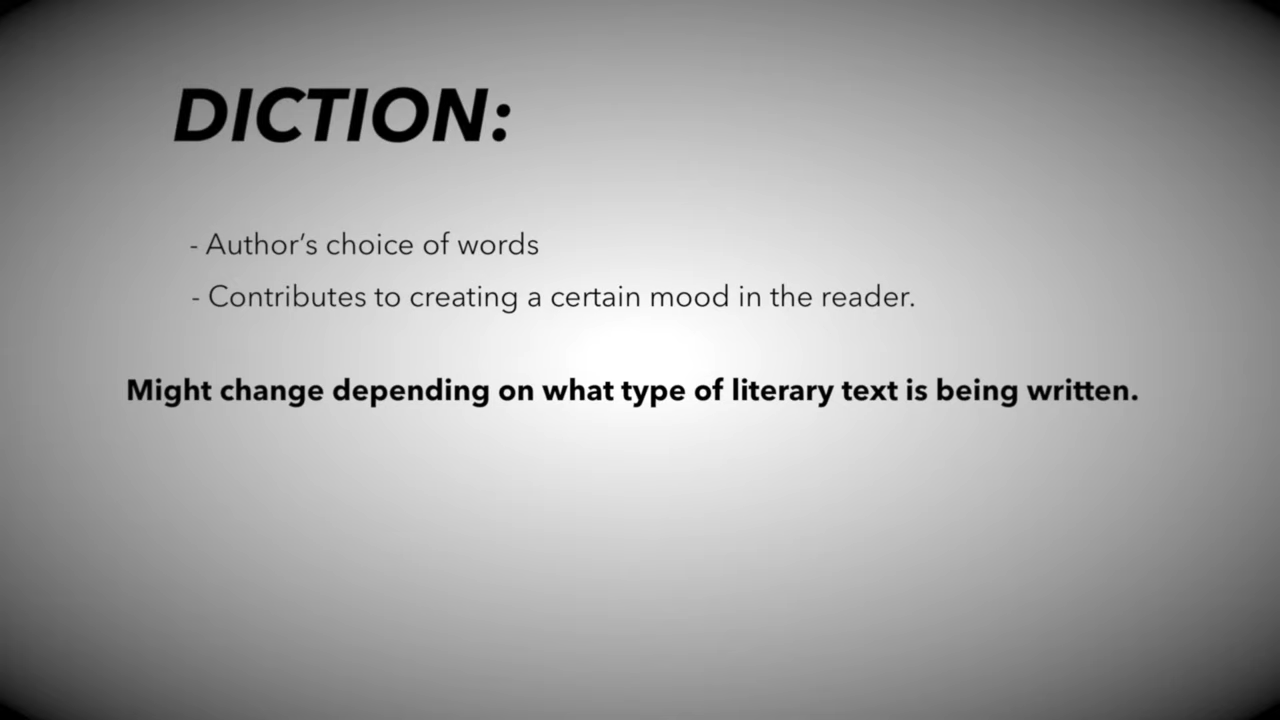 DICTION:
- Author’s choice of words
- Contributes to creating a certain mood in the reader.
Might change depending on what type of literary text is being written.